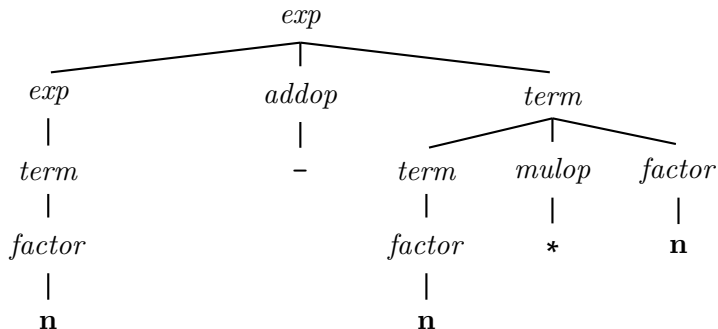 exp
exp addop term
term – term mulop factor
factor factor * n
n n